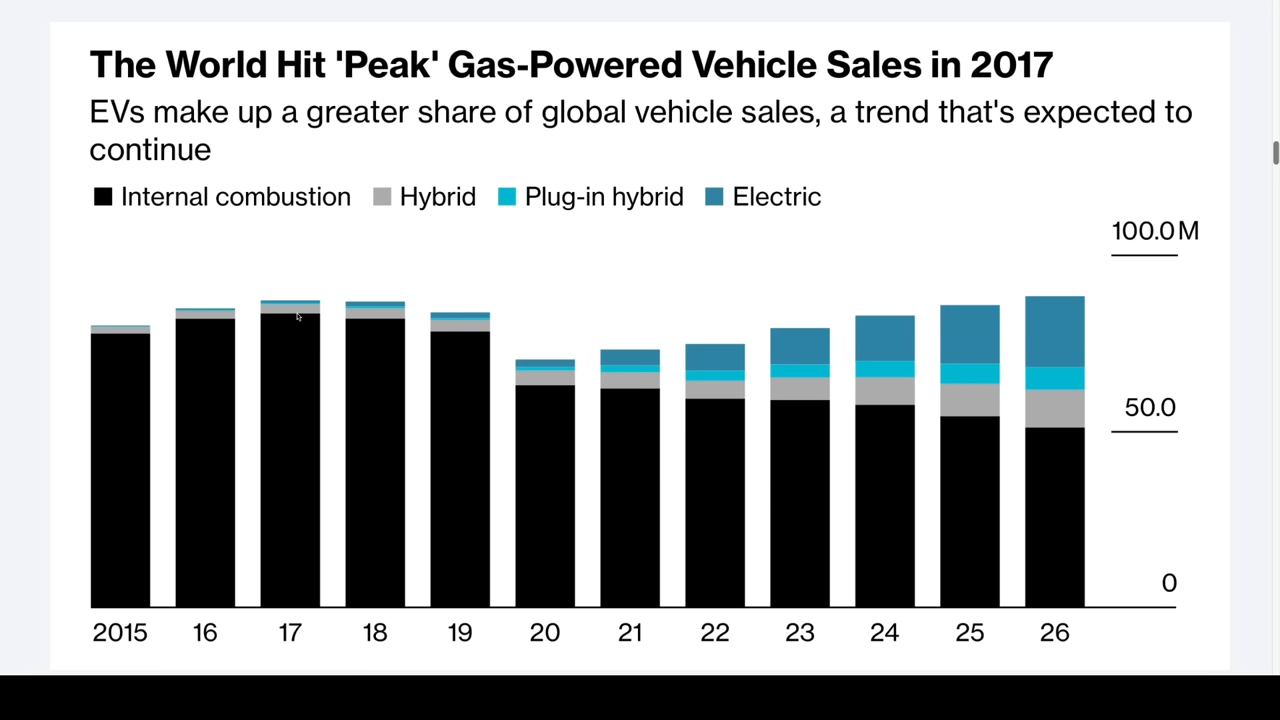 The World Hit 'Peak' Gas-Powered Vehicle Sales in 2017
EVs make up a greater share of global vehicle sales, a trend that's expected to
continue
Internal combustion Hybrid Plug-in hybrid Electric
100.0M
50.0
0
2015 16 17 18 19 20 21 22 23 24 25 26